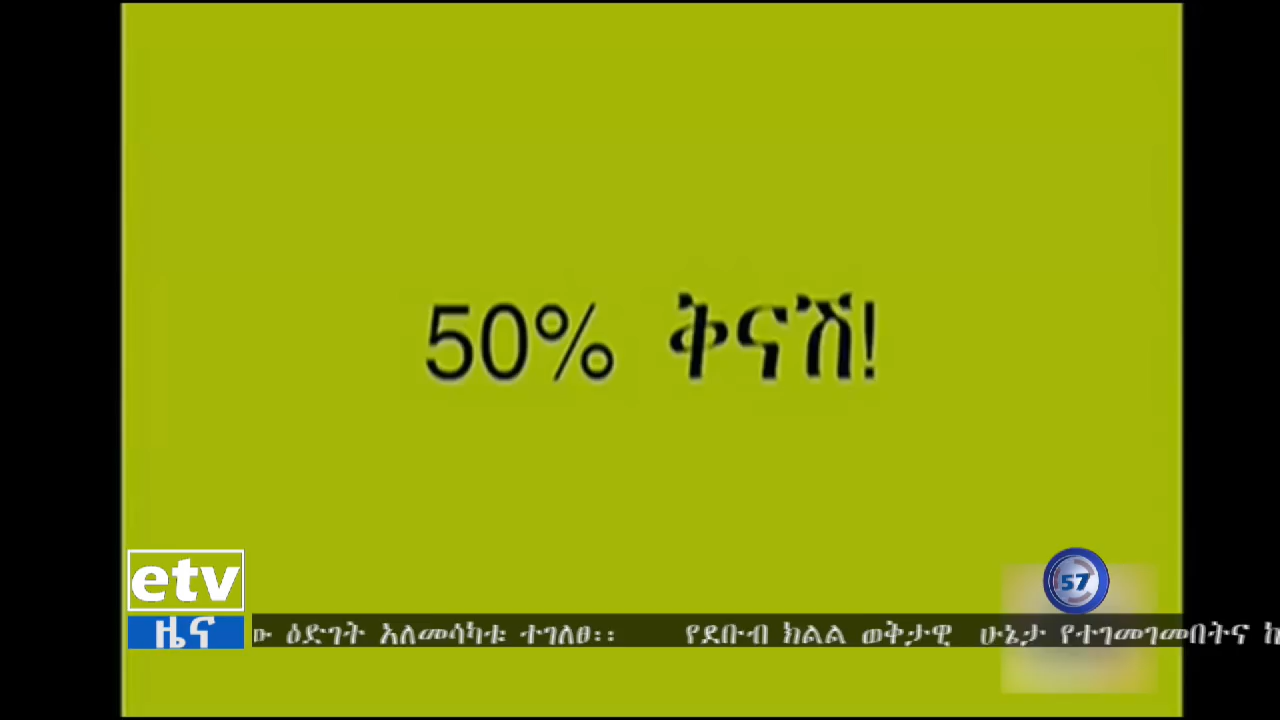 50% ቅናሽ!
etv
57
ዜና
ው ዕድገት አለመሳካቱ ተገለፀ፡፡ የደቡብ ክልል ወቅታዊ ሁኔታ የተገመገመበትና